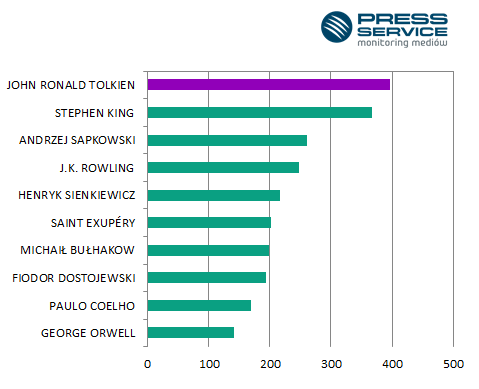 PRESS
SERVICE
monitoring mediów
JOHN RONALD TOLKIEN
STEPHEN KING
ANDRZEJ SAPKOWSKI
J.K. ROWLING
HENRYK SIENKIEWICZ
SAINT EXUPÉRY
MICHAIŁ BUŁHAKOW
FIODOR DOSTOJEWSKI
PAULO COELHO
GEORGE ORWELL
0 100 200 300 400 500